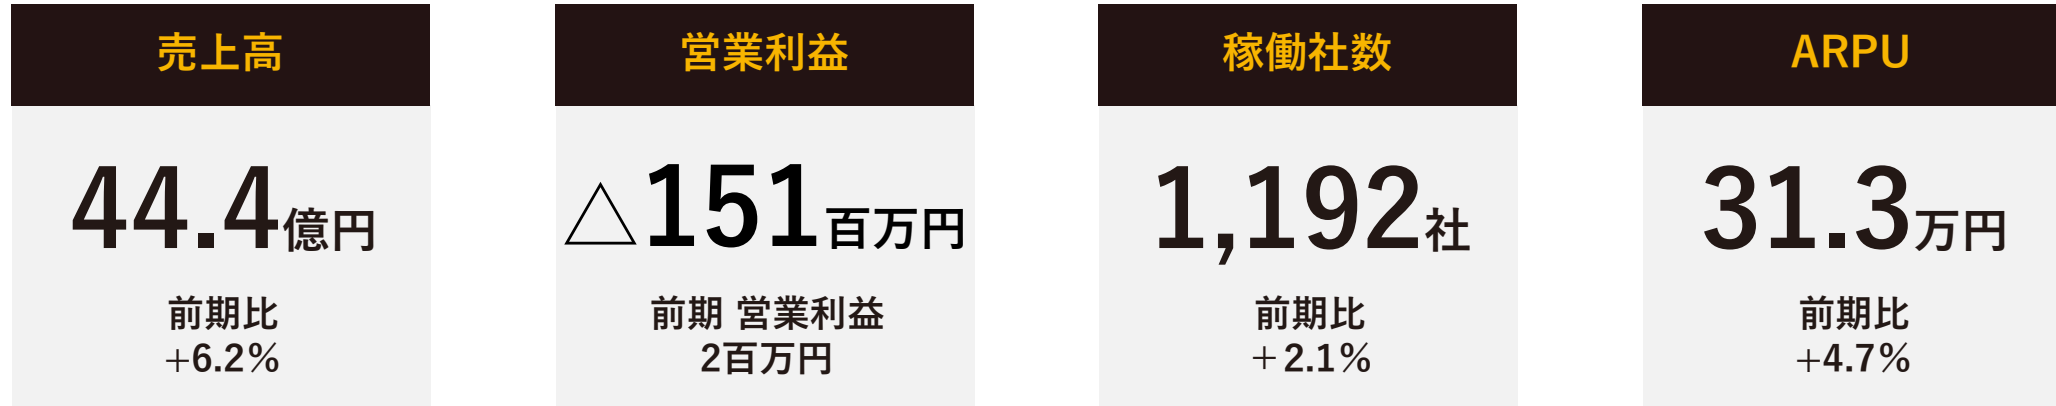 売上高
44.4億円
前期比
+6.2%
営業利益
△151百万円
前期 営業利益
2百万円
稼働社数
1,192社
前期比
+2.1%
ARPU
31.3万円
前期比
+4.7%